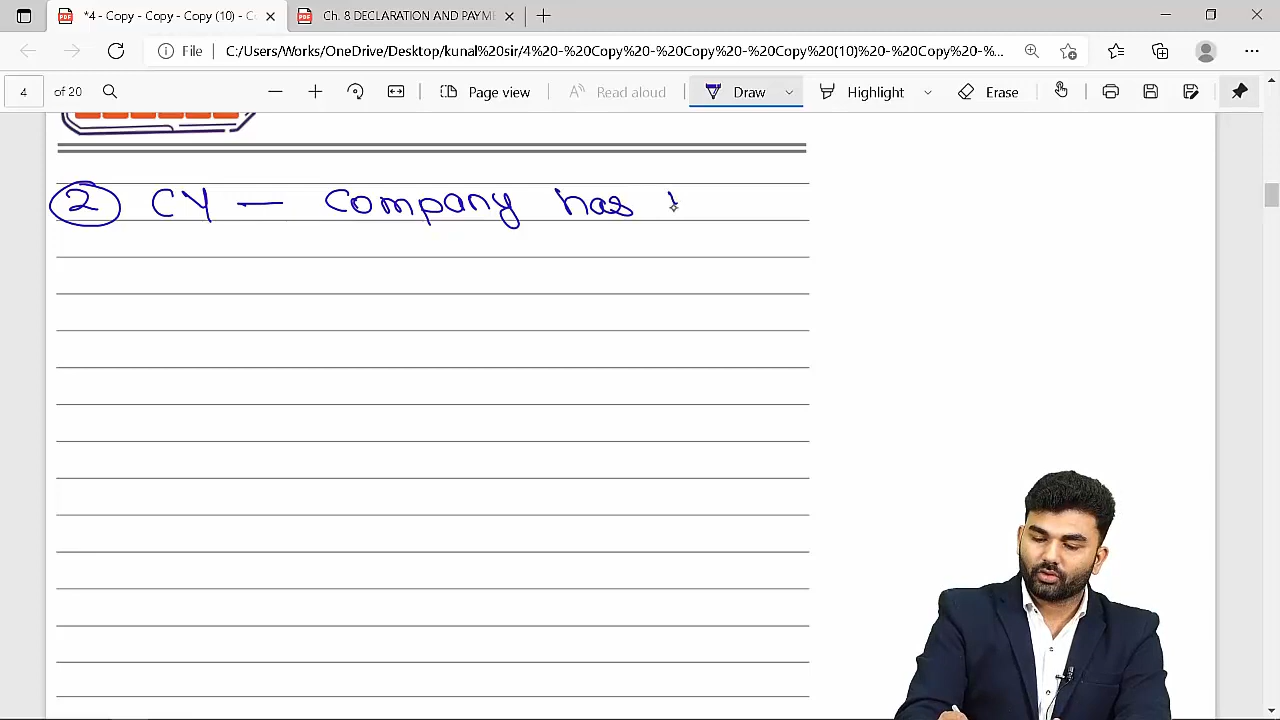 *4 - Copy - Copy - Copy (10) - C
Ch. 8 DECLARATION AND PAYM
File
C:/Users/Works/OneDrive/Desktop/kunal%20sir/4%20-%20Copy%20-%20Copy%20-%20Copy%20(10)%20-%20Copy%20-%...
4 of 20
Page view
Read aloud
Draw
Highlight
Erase
2 CY — Company has